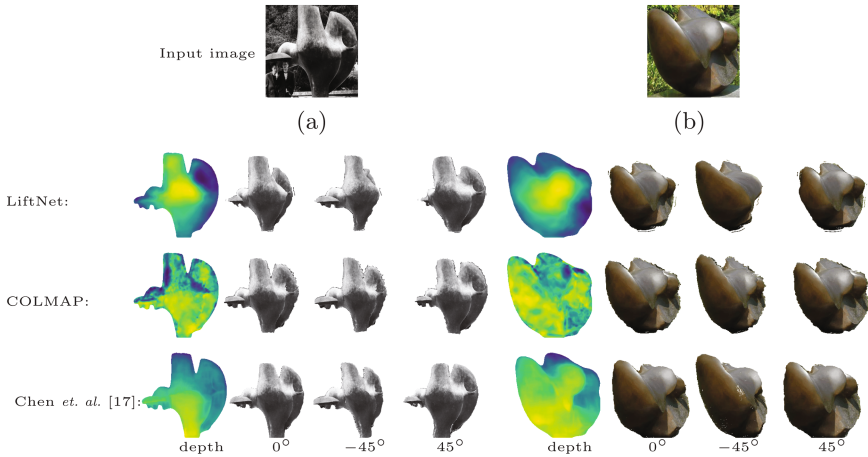 Input image
(a)
(b)
LiftNet:
COLMAP:
Chen et. al. [17]:
depth 0° −45° 45° depth 0° −45° 45°